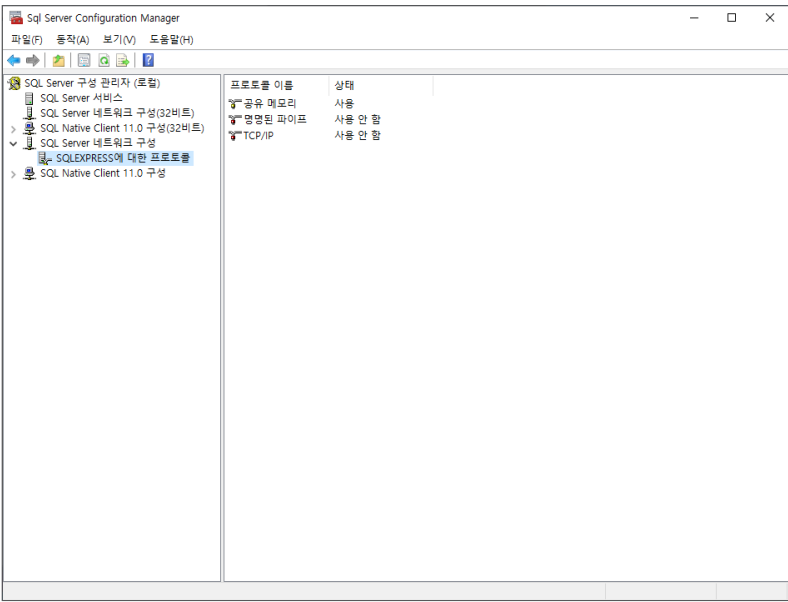 Sql Server Configuration Manager
파일(F) 동작(A) 보기(V) 도움말(H)
SQL Server 구성 관리자 (로컬)
SQL Server 서비스
SQL Server 네트워크 구성(32비트)
SQL Native Client 11.0 구성(32비트)
SQL Server 네트워크 구성
SQLEXPRESS에 대한 프로토콜
SQL Native Client 11.0 구성
프로토콜 이름 상태
공유 메모리 사용
명명된 파이프 사용 안 함
TCP/IP 사용 안 함